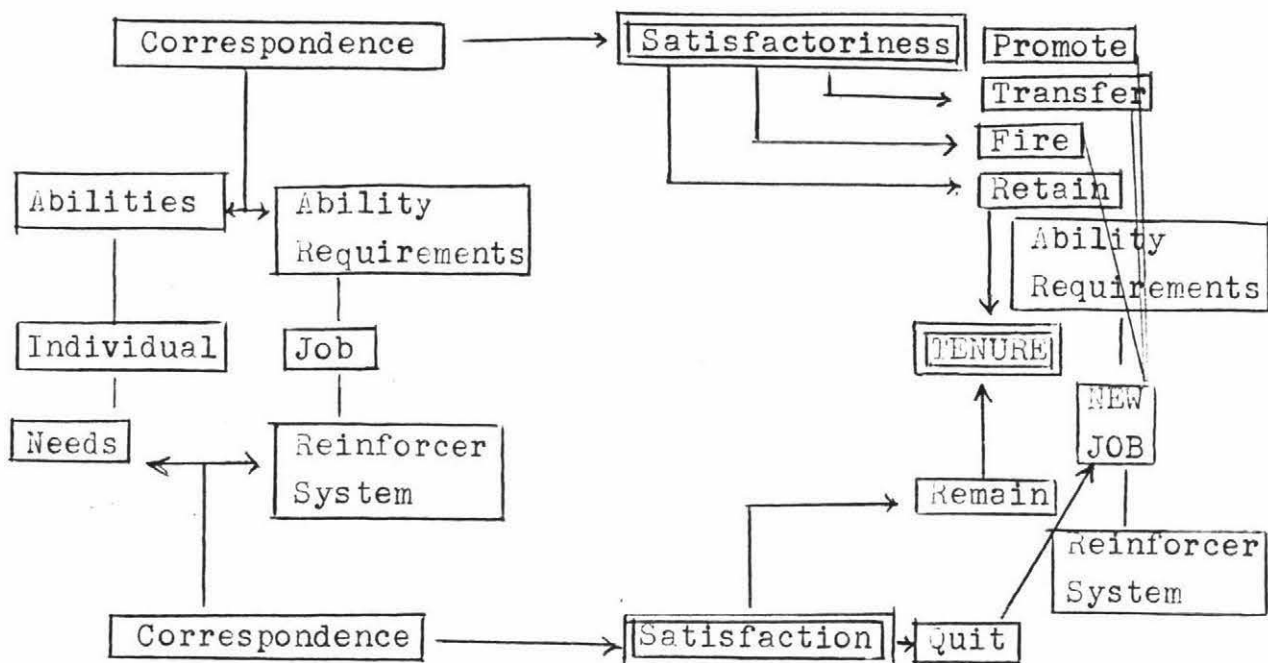 Correspondence
Satisfactoriness
Promote
Transfer
Fire
Retain
Abilities
Ability
Requirements
Ability
Requirements
Individual
Job
TENURE
NEW
JOB
Needs
Reinforcer
System
Remain
Reinforcer
System
Correspondence
Satisfaction
Quit